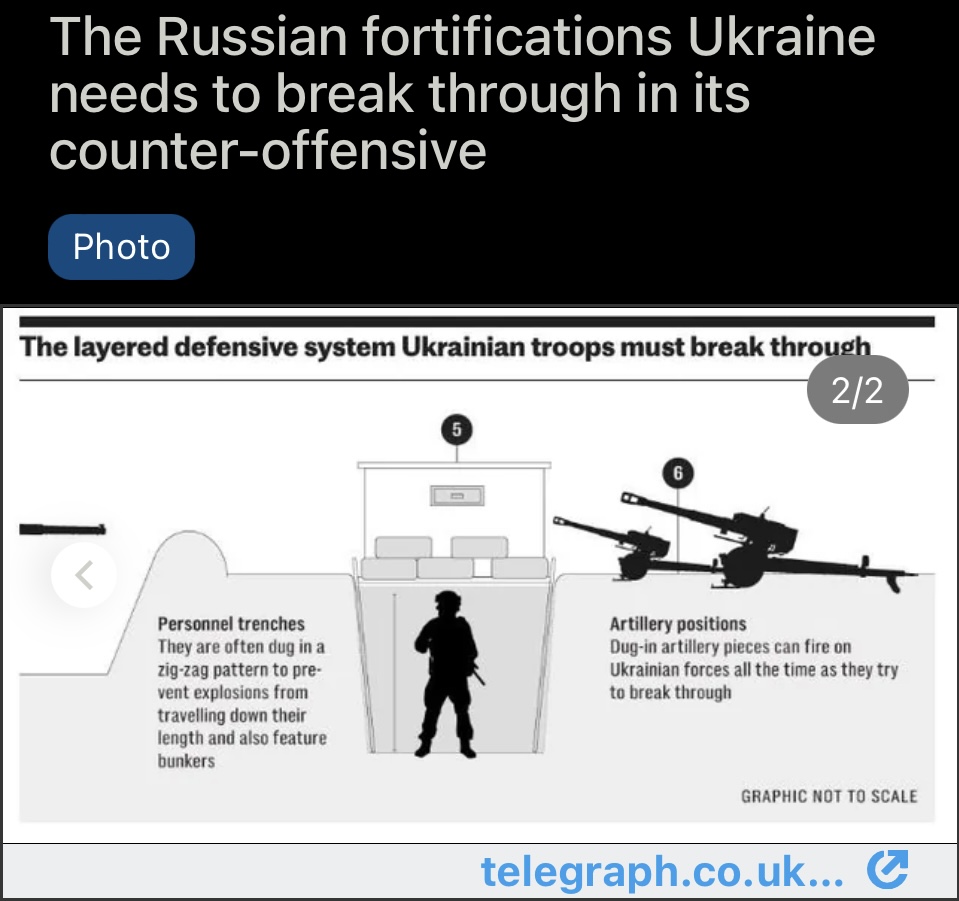 The Russian fortifications Ukraine
needs to break through in its
counter-offensive
Photo
The layered defensive system Ukrainian troops must break through
2/2
5
6
Personnel trenches
They are often dug in a
zig-zag pattern to pre-
vent explosions from
travelling down their
length and also feature
bunkers
Artillery positions
Dug-in artillery pieces can fire on
Ukrainian forces all the time as they try
to break through
GRAPHIC NOT TO SCALE
telegraph.co.uk...